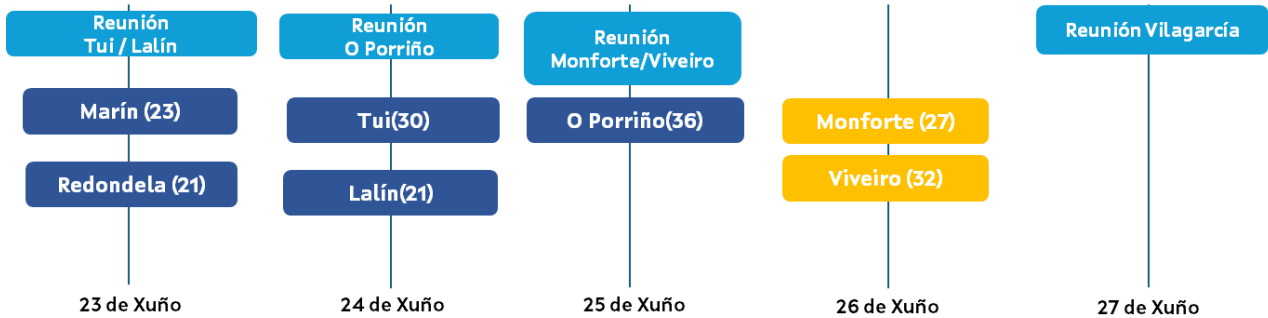 Reunión
Tui / Lalín
Marín (23)
Redondela (21)
23 de Xuño
Reunión
O Porriño
Tui(30)
Lalín(21)
24 de Xuño
Reunión
Monforte/Viveiro
O Porriño(36)
25 de Xuño
Monforte (27)
Viveiro (32)
26 de Xuño
Reunión Vilagarcía
27 de Xuño